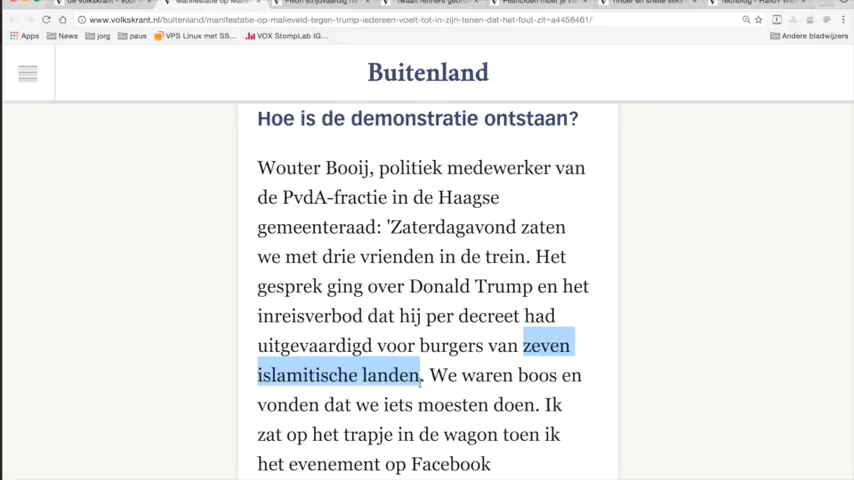 www.volkskrant.nl/buitenland/manifestatie-op-malieveld-tegen-trump-iedereen-voelt-tot-in-zijn-tenen-dat-het-fout-zit~a4456461/
Apps News jorg paus VPS Linux met SS... VOX StompLab IG... Andere bladwijzers
Buitenland
Hoe is de demonstratie ontstaan?
Wouter Booij, politiek medewerker van
de PvdA-fractie in de Haagse
gemeenteraad: 'Zaterdagavond zaten
we met drie vrienden in de trein. Het
gesprek ging over Donald Trump en het
inreisverbod dat hij per decreet had
uitgevaardigd voor burgers van zeven
islamitische landen. We waren boos en
vonden dat we iets moesten doen. Ik
zat op het trapje in de wagon toen ik
het evenement op Facebook